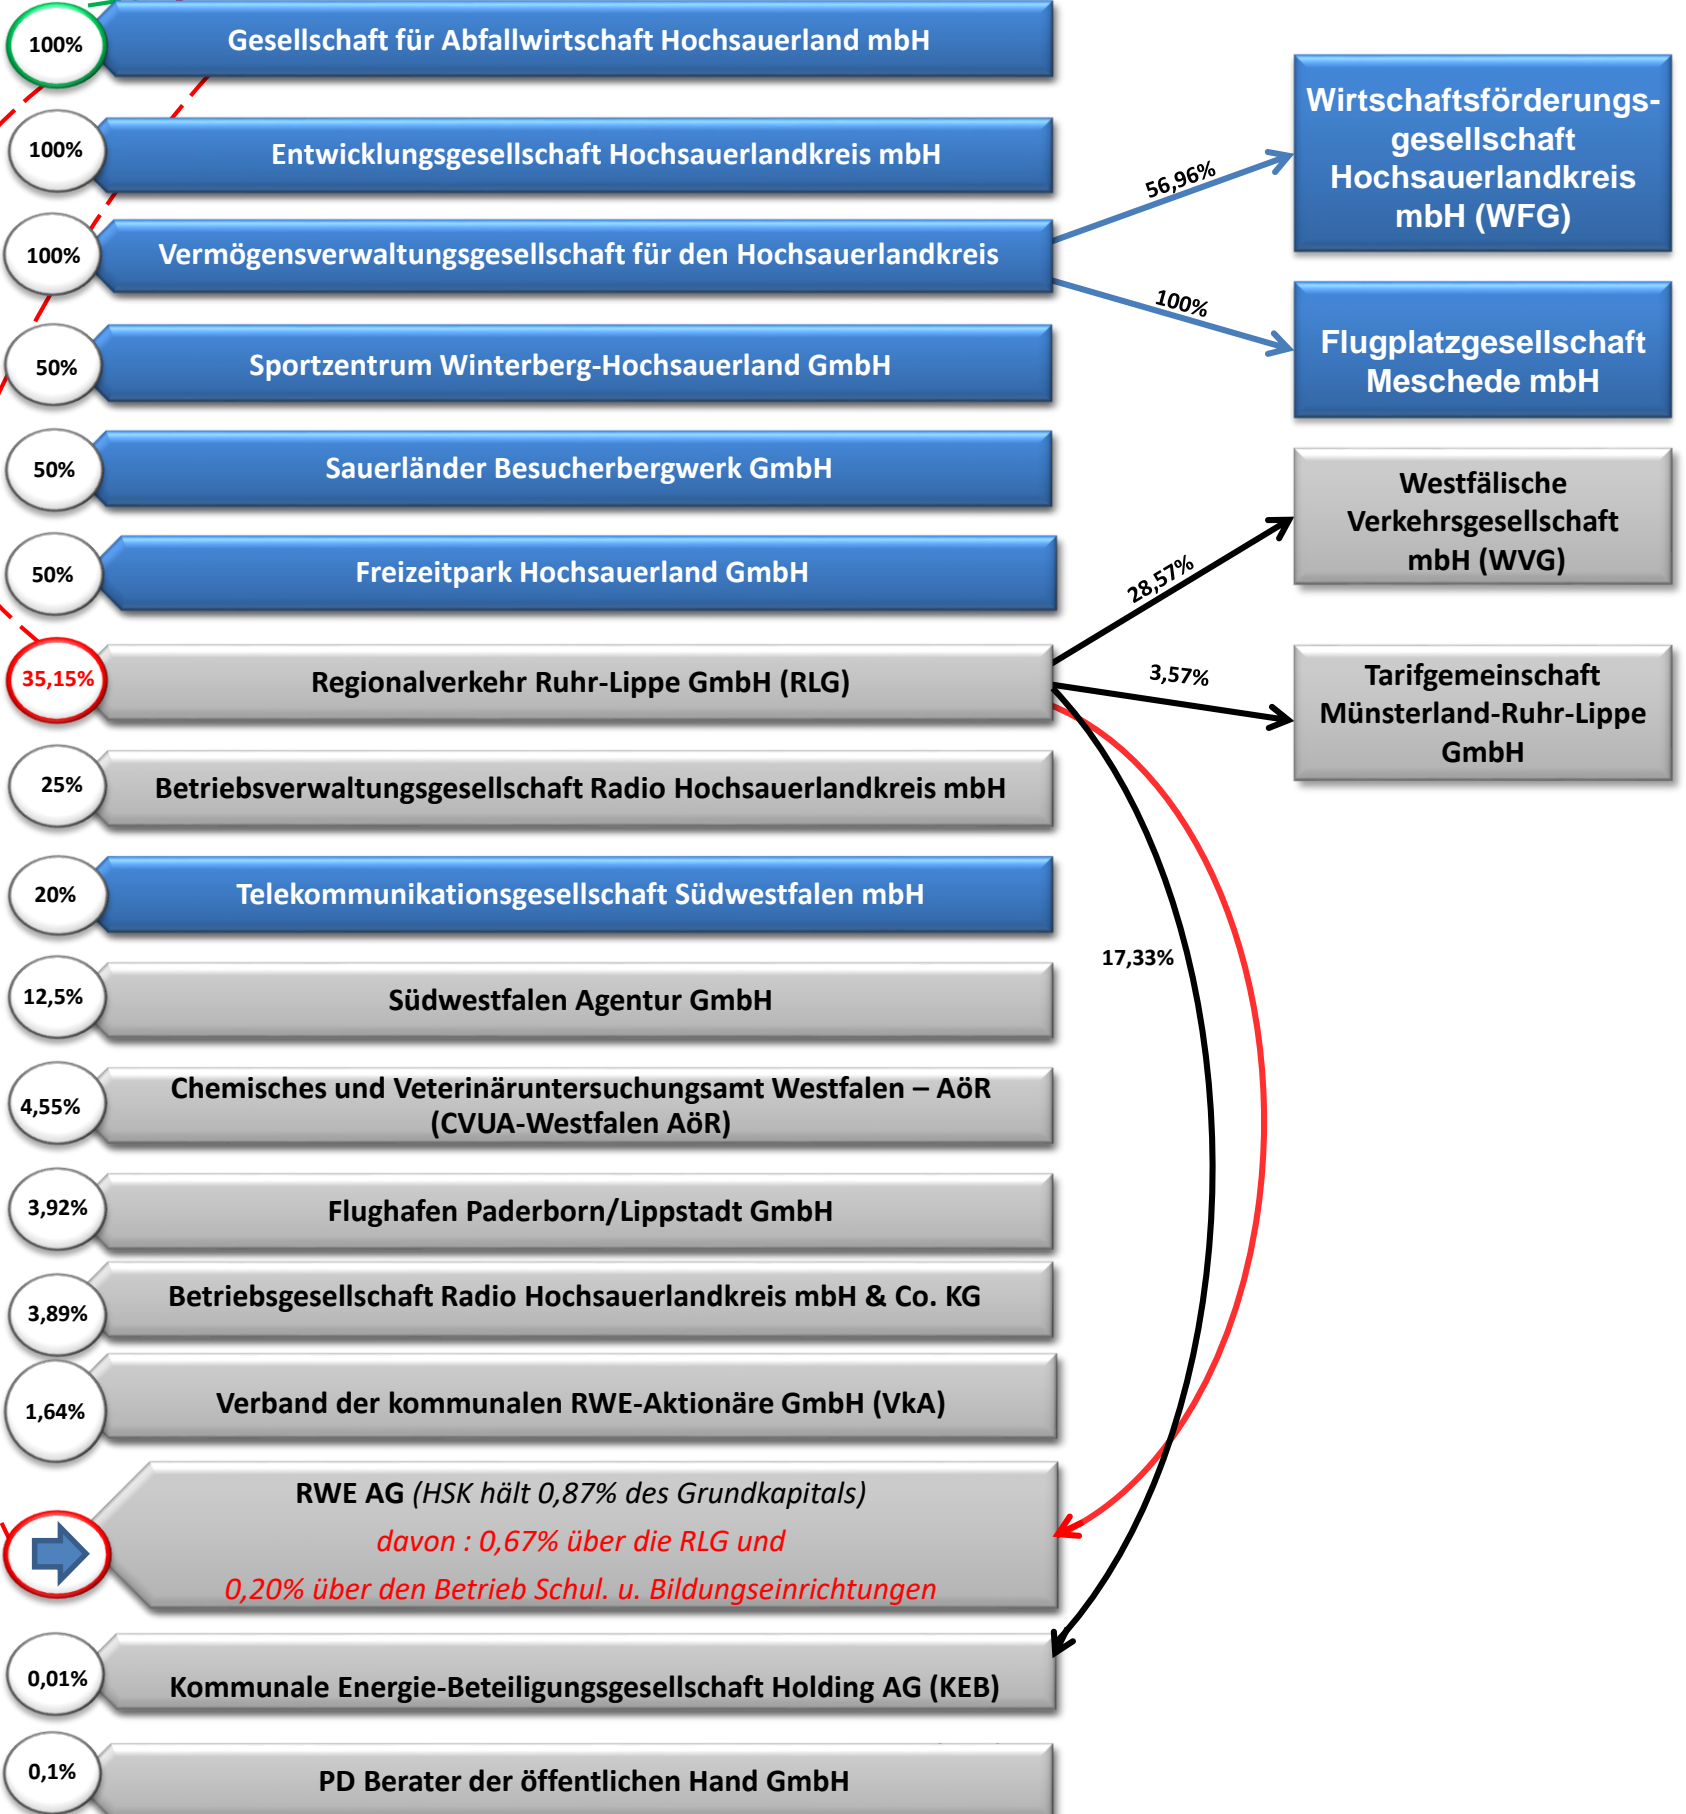 100%
Gesellschaft für Abfallwirtschaft Hochsauerland mbH
100%
Entwicklungsgesellschaft Hochsauerlandkreis mbH
100%
Vermögensverwaltungsgesellschaft für den Hochsauerlandkreis
56,96%
Wirtschaftsförderungs-
gesellschaft
Hochsauerlandkreis
mbH (WFG)
100%
Flugplatzgesellschaft
Meschede mbH
50%
Sportzentrum Winterberg-Hochsauerland GmbH
50%
Sauerländer Besucherbergwerk GmbH
50%
Freizeitpark Hochsauerland GmbH
35,15%
Regionalverkehr Ruhr-Lippe GmbH (RLG)
28,57%
Westfälische
Verkehrsgesellschaft
mbH (WVG)
3,57%
Tarifgemeinschaft
Münsterland-Ruhr-Lippe
GmbH
25%
Betriebsverwaltungsgesellschaft Radio Hochsauerlandkreis mbH
20%
Telekommunikationsgesellschaft Südwestfalen mbH
17,33%
12,5%
Südwestfalen Agentur GmbH
4,55%
Chemisches und Veterinäruntersuchungsamt Westfalen – AöR
(CVUA-Westfalen AöR)
3,92%
Flughafen Paderborn/Lippstadt GmbH
3,89%
Betriebsgesellschaft Radio Hochsauerlandkreis mbH & Co. KG
1,64%
Verband der kommunalen RWE-Aktionäre GmbH (VkA)
RWE AG (HSK hält 0,87% des Grundkapitals)
davon : 0,67% über die RLG und
0,20% über den Betrieb Schul. u. Bildungseinrichtungen
0,01%
Kommunale Energie-Beteiligungsgesellschaft Holding AG (KEB)
0,1%
PD Berater der öffentlichen Hand GmbH